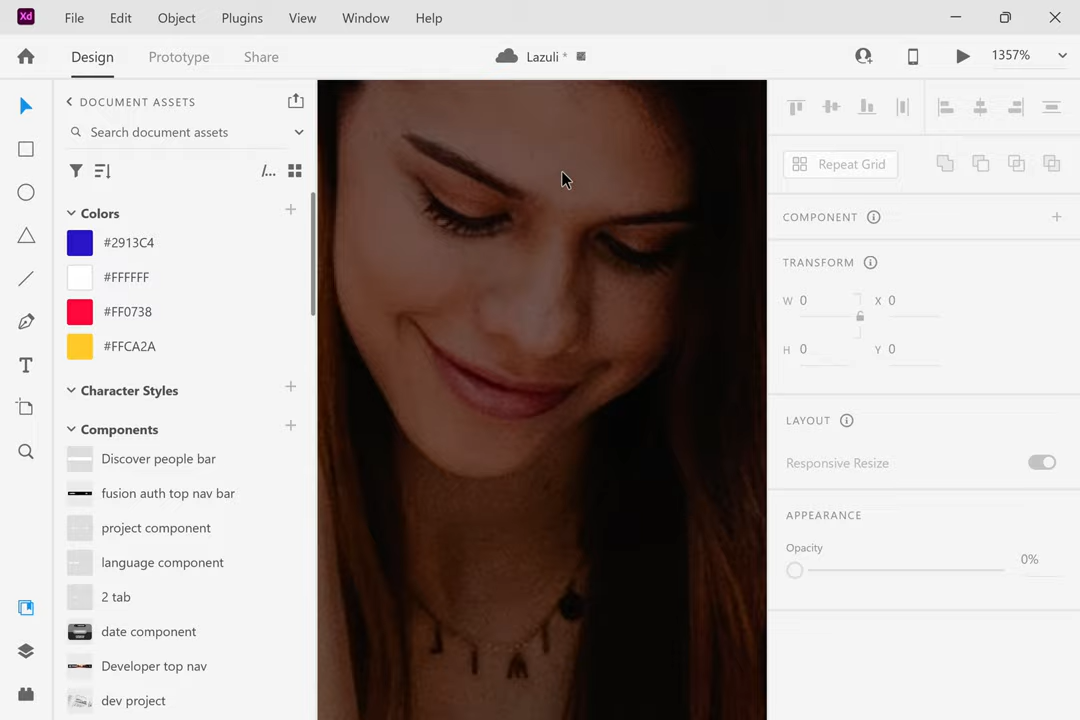 Xd File Edit Object Plugins View Window Help
Design Prototype Share Lazuli * 1357%
DOCUMENT ASSETS
Search document assets
/...
Colors
#2913C4
#FFFFFF
#FF0738
#FFCA2A
Character Styles
Components
Discover people bar
fusion auth top nav bar
project component
language component
2 tab
date component
Developer top nav
dev project
Repeat Grid
COMPONENT
TRANSFORM
W 0 X 0
H 0 Y 0
LAYOUT
Responsive Resize
APPEARANCE
Opacity
0%